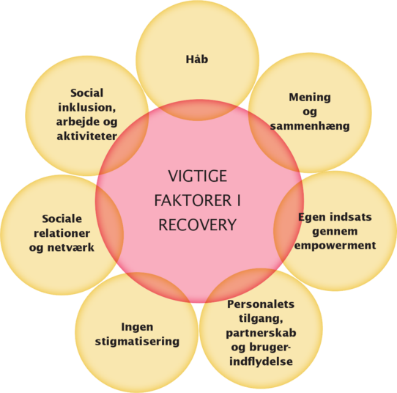 Håb
Mening
og
sammenhæng
Egen indsats
gennem
empowerment
Personalets
tilgang,
partnerskab
og bruger-
indflydelse
Ingen
stigmatisering
Sociale
relationer
og netværk
Social
inklusion,
arbejde og
aktiviteter
VIGTIGE
FAKTORER I
RECOVERY